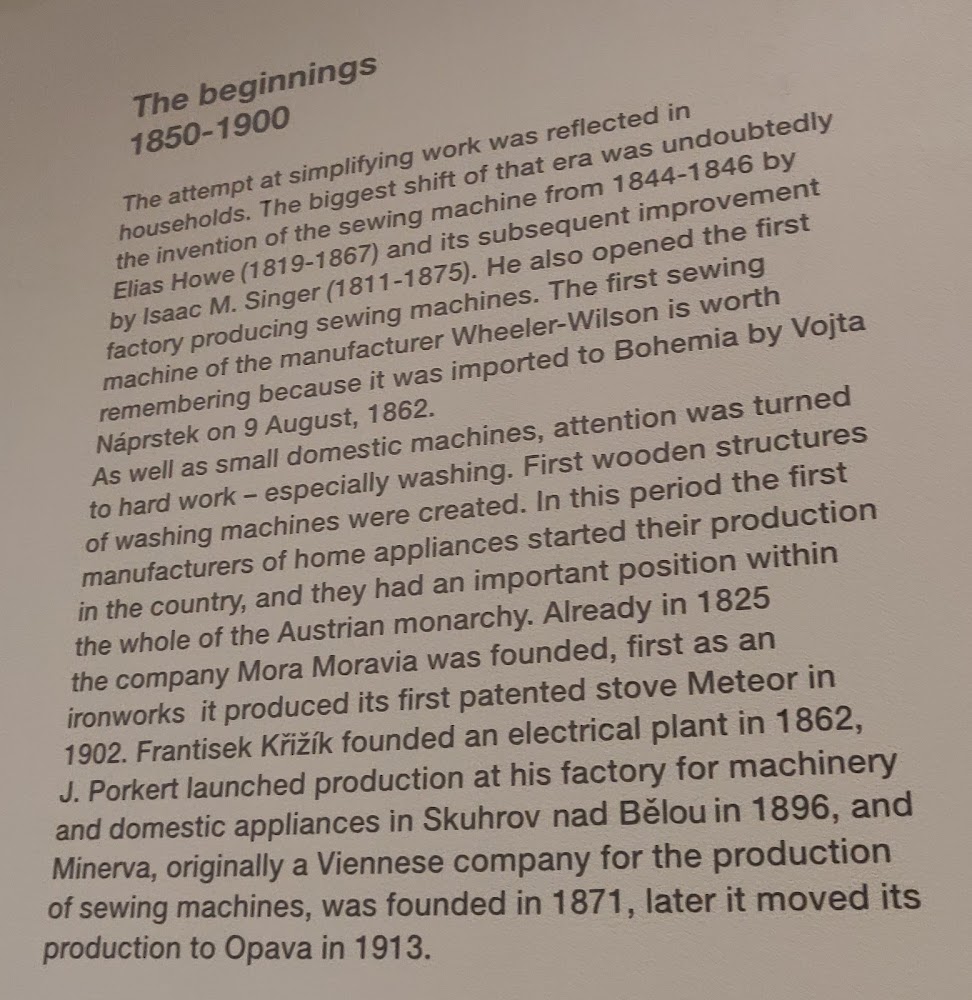 The beginnings
1850-1900
The attempt at simplifying work was reflected in
households. The biggest shift of that era was undoubtedly
the invention of the sewing machine from 1844-1846 by
Elias Howe (1819-1867) and its subsequent improvement
by Isaac M. Singer (1811-1875). He also opened the first
factory producing sewing machines. The first sewing
machine of the manufacturer Wheeler-Wilson is worth
remembering because it was imported to Bohemia by Vojta
Náprstek on 9 August, 1862.
As well as small domestic machines, attention was turned
to hard work – especially washing. First wooden structures
of washing machines were created. In this period the first
manufacturers of home appliances started their production
in the country, and they had an important position within
the whole of the Austrian monarchy. Already in 1825
the company Mora Moravia was founded, first as an
ironworks it produced its first patented stove Meteor in
1902. Frantisek Křižík founded an electrical plant in 1862,
J. Porkert launched production at his factory for machinery
and domestic appliances in Skuhrov nad Bělou in 1896, and
Minerva, originally a Viennese company for the production
of sewing machines, was founded in 1871, later it moved its
production to Opava in 1913.